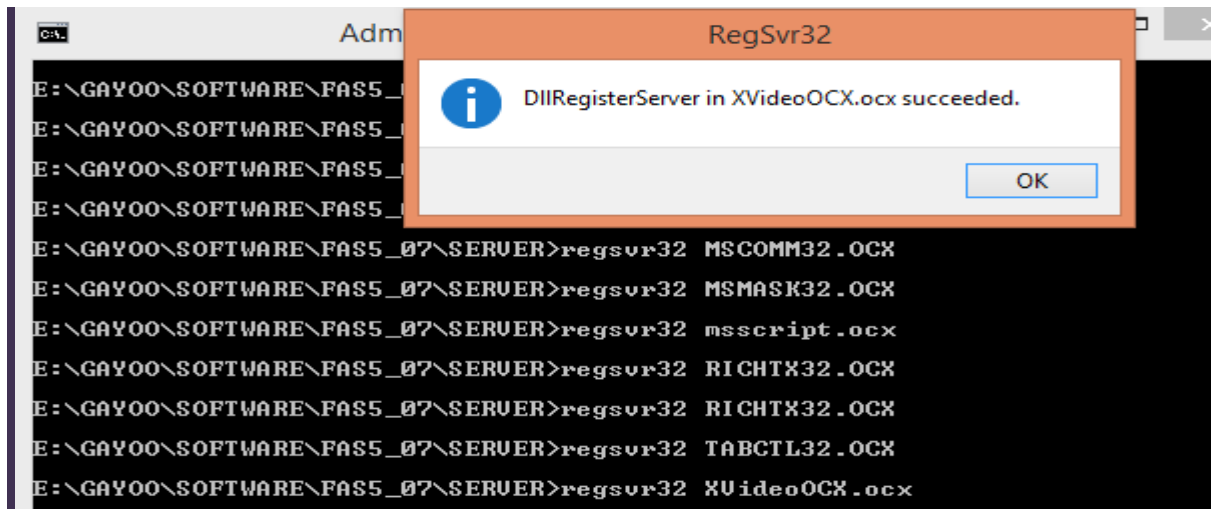 C:\.
Adm
RegSvr32
DllRegisterServer in XVideoOCX.ocx succeeded.
OK
E:\GAYOO\SOFTWARE\FAS5_
E:\GAYOO\SOFTWARE\FAS5_
E:\GAYOO\SOFTWARE\FAS5_
E:\GAYOO\SOFTWARE\FAS5_
E:\GAYOO\SOFTWARE\FAS5_07\SERVER>regsvr32 MSCOMM32.OCX
E:\GAYOO\SOFTWARE\FAS5_07\SERVER>regsvr32 MSMASK32.OCX
E:\GAYOO\SOFTWARE\FAS5_07\SERVER>regsvr32 msscript.ocx
E:\GAYOO\SOFTWARE\FAS5_07\SERVER>regsvr32 RICHTX32.OCX
E:\GAYOO\SOFTWARE\FAS5_07\SERVER>regsvr32 RICHTX32.OCX
E:\GAYOO\SOFTWARE\FAS5_07\SERVER>regsvr32 TABCTL32.OCX
E:\GAYOO\SOFTWARE\FAS5_07\SERVER>regsvr32 XVideoOCX.ocx